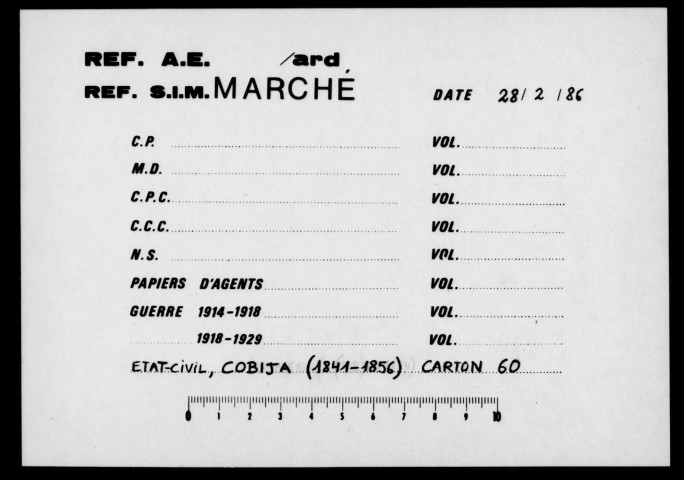 REF. A.E. /ard
REF. S.I.M. MARCHÉ DATE 28/2/86
C.P. VOL.
M.D. VOL.
C.P.C. VOL.
C.C.C. VOL.
N.S. VOL.
PAPIERS D'AGENTS VOL.
GUERRE 1914-1918 VOL.
1918-1929 VOL.
ETAT-CIVIL, COBIJA (1841-1856) CARTON 60
0 1 2 3 4 5 6 7 8 9 10